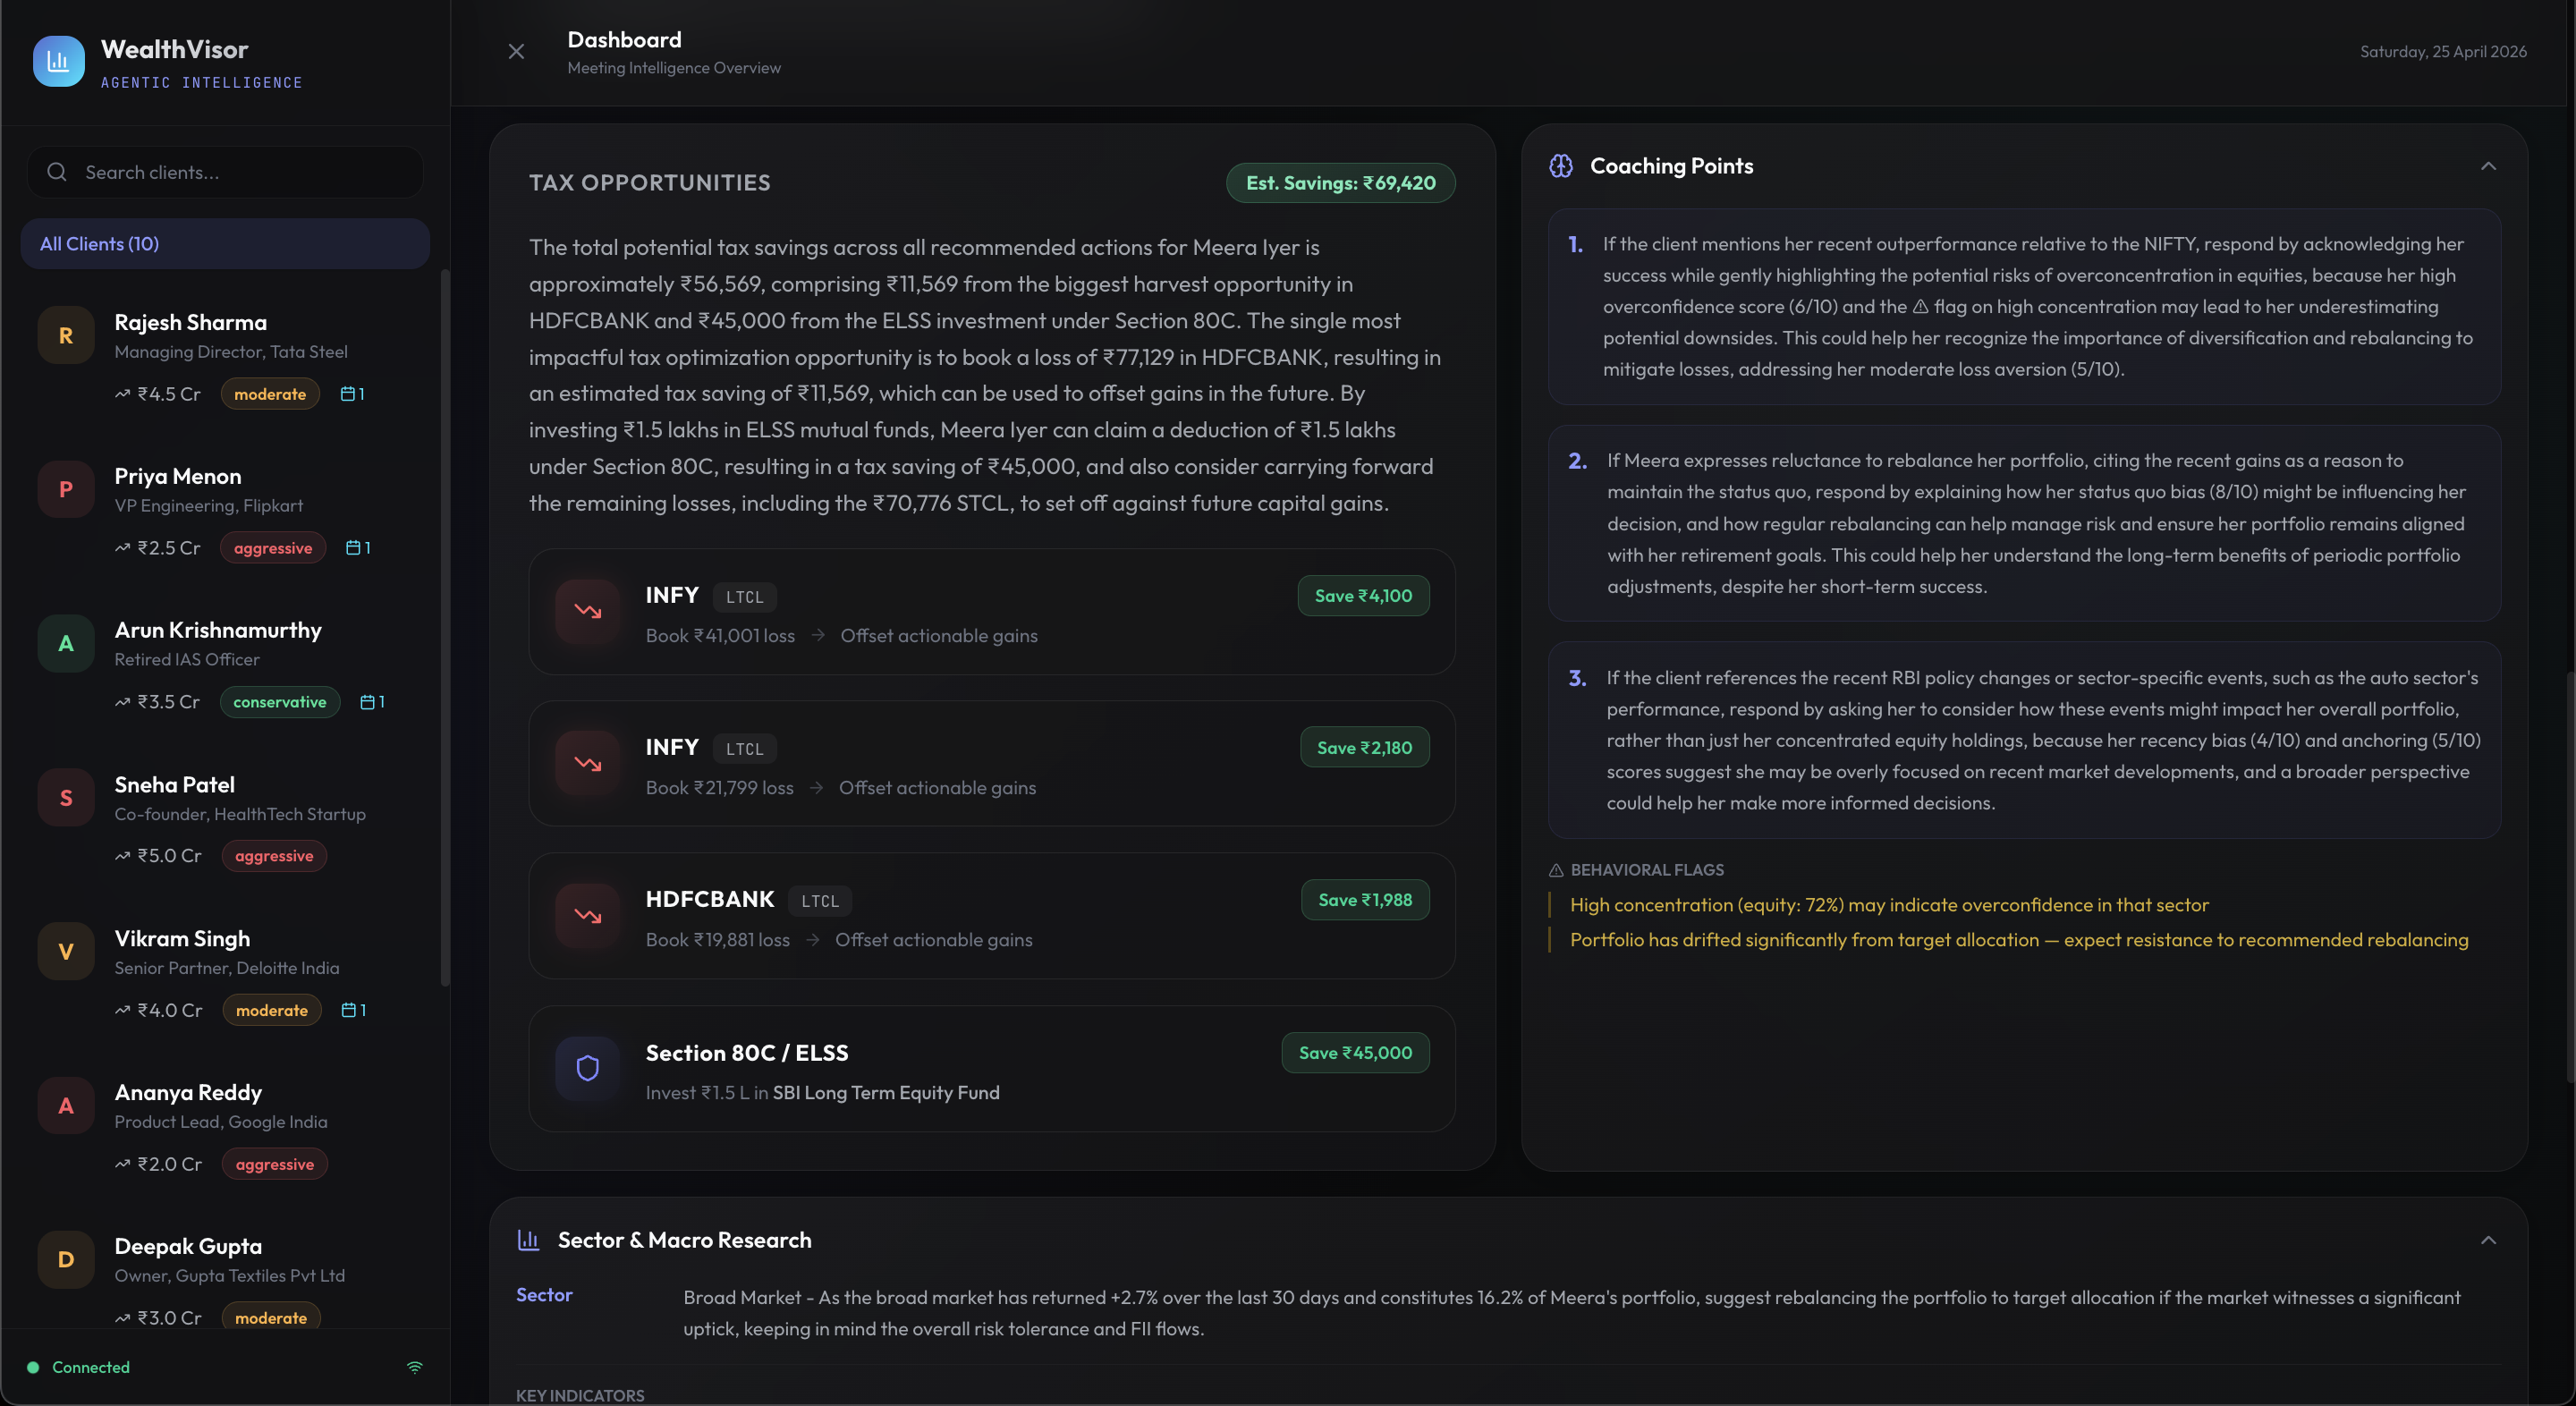 WealthVisor
AGENTIC INTELLIGENCE
Search clients...
All Clients (10)
R
Rajesh Sharma
Managing Director, Tata Steel
₹4.5 Cr
moderate
1
P
Priya Menon
VP Engineering, Flipkart
₹2.5 Cr
aggressive
1
A
Arun Krishnamurthy
Retired IAS Officer
₹3.5 Cr
conservative
1
S
Sneha Patel
Co-founder, HealthTech Startup
₹5.0 Cr
aggressive
V
Vikram Singh
Senior Partner, Deloitte India
₹4.0 Cr
moderate
1
A
Ananya Reddy
Product Lead, Google India
₹2.0 Cr
aggressive
D
Deepak Gupta
Owner, Gupta Textiles Pvt Ltd
₹3.0 Cr
moderate
Connected
Dashboard
Meeting Intelligence Overview
Saturday, 25 April 2026
TAX OPPORTUNITIES
Est. Savings: ₹69,420
The total potential tax savings across all recommended actions for Meera Iyer is
approximately ₹56,569, comprising ₹11,569 from the biggest harvest opportunity in
HDFCBANK and ₹45,000 from the ELSS investment under Section 80C. The single most
impactful tax optimization opportunity is to book a loss of ₹77,129 in HDFCBANK, resulting in
an estimated tax saving of ₹11,569, which can be used to offset gains in the future. By
investing ₹1.5 lakhs in ELSS mutual funds, Meera Iyer can claim a deduction of ₹1.5 lakhs
under Section 80C, resulting in a tax saving of ₹45,000, and also consider carrying forward
the remaining losses, including the ₹70,776 STCL, to set off against future capital gains.
INFY
LTCL
Book ₹41,001 loss → Offset actionable gains
Save ₹4,100
INFY
LTCL
Book ₹21,799 loss → Offset actionable gains
Save ₹2,180
HDFCBANK
LTCL
Book ₹19,881 loss → Offset actionable gains
Save ₹1,988
Section 80C / ELSS
Invest ₹1.5 L in SBI Long Term Equity Fund
Save ₹45,000
Coaching Points
1.
If the client mentions her recent outperformance relative to the NIFTY, respond by acknowledging her
success while gently highlighting the potential risks of overconcentration in equities, because her high
overconfidence score (6/10) and the ⚠ flag on high concentration may lead to her underestimating
potential downsides. This could help her recognize the importance of diversification and rebalancing to
mitigate losses, addressing her moderate loss aversion (5/10).
2.
If Meera expresses reluctance to rebalance her portfolio, citing the recent gains as a reason to
maintain the status quo, respond by explaining how her status quo bias (8/10) might be influencing her
decision, and how regular rebalancing can help manage risk and ensure her portfolio remains aligned
with her retirement goals. This could help her understand the long-term benefits of periodic portfolio
adjustments, despite her short-term success.
3.
If the client references the recent RBI policy changes or sector-specific events, such as the auto sector's
performance, respond by asking her to consider how these events might impact her overall portfolio,
rather than just her concentrated equity holdings, because her recency bias (4/10) and anchoring (5/10)
scores suggest she may be overly focused on recent market developments, and a broader perspective
could help her make more informed decisions.
BEHAVIORAL FLAGS
High concentration (equity: 72%) may indicate overconfidence in that sector
Portfolio has drifted significantly from target allocation — expect resistance to recommended rebalancing
Sector & Macro Research
Sector
Broad Market - As the broad market has returned +2.7% over the last 30 days and constitutes 16.2% of Meera's portfolio, suggest rebalancing the portfolio to target allocation if the market witnesses a significant
uptick, keeping in mind the overall risk tolerance and FII flows.
KEY INDICATORS